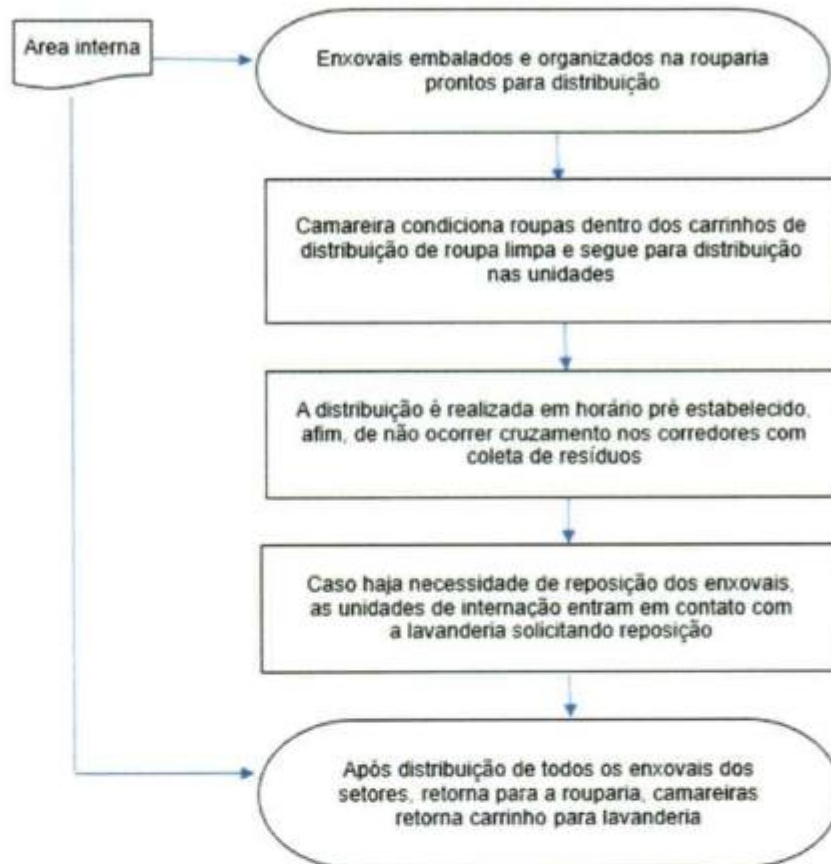 Area interna
Enxovais embalados e organizados na rouparia
prontos para distribuição
Camareira condiciona roupas dentro dos carrinhos de
distribuição de roupa limpa e segue para distribuição
nas unidades
A distribuição é realizada em horário pré estabelecido,
afim, de não ocorrer cruzamento nos corredores com
coleta de resíduos
Caso haja necessidade de reposição dos enxovais,
as unidades de internação entram em contato com
a lavanderia solicitando reposição
Após distribuição de todos os enxovais dos
setores, retorna para a rouparia, camareiras
retorna carrinho para lavanderia